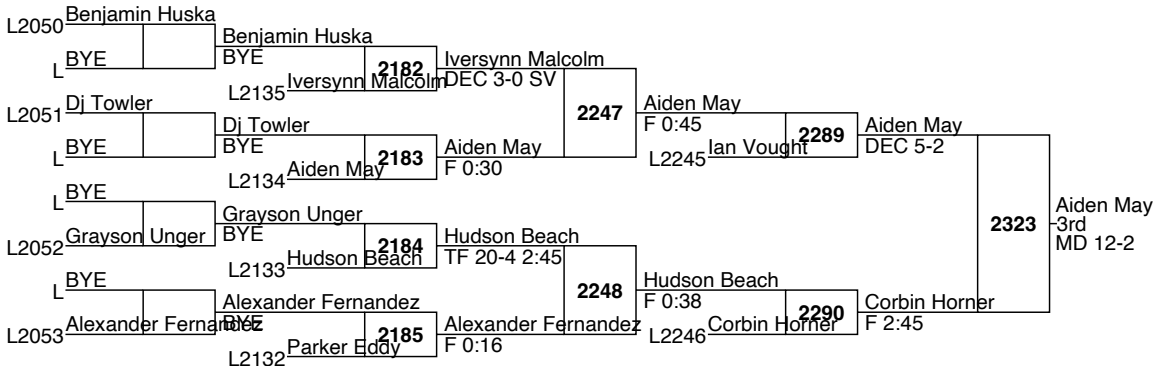 Benjamin Huska
L2050
BYE
L
Benjamin Huska
BYE
2182
L2135
Iversynn Malcolm
Iversynn Malcolm
DEC 3-0 SV
Dj Towler
L2051
BYE
L
Dj Towler
BYE
2183
L2134
Aiden May
Aiden May
F 0:30
2247
Aiden May
F 0:45
L2245
Ian Vought
2289
Aiden May
DEC 5-2
BYE
L
Grayson Unger
L2052
Grayson Unger
BYE
2184
L2133
Hudson Beach
Hudson Beach
TF 20-4 2:45
BYE
L
Alexander Fernandez
L2053
Alexander Fernandez
BYE
2185
L2132
Parker Eddy
Alexander Fernandez
F 0:16
2248
Hudson Beach
F 0:38
L2246
Corbin Horner
2290
Corbin Horner
F 2:45
2323
Aiden May
3rd
MD 12-2